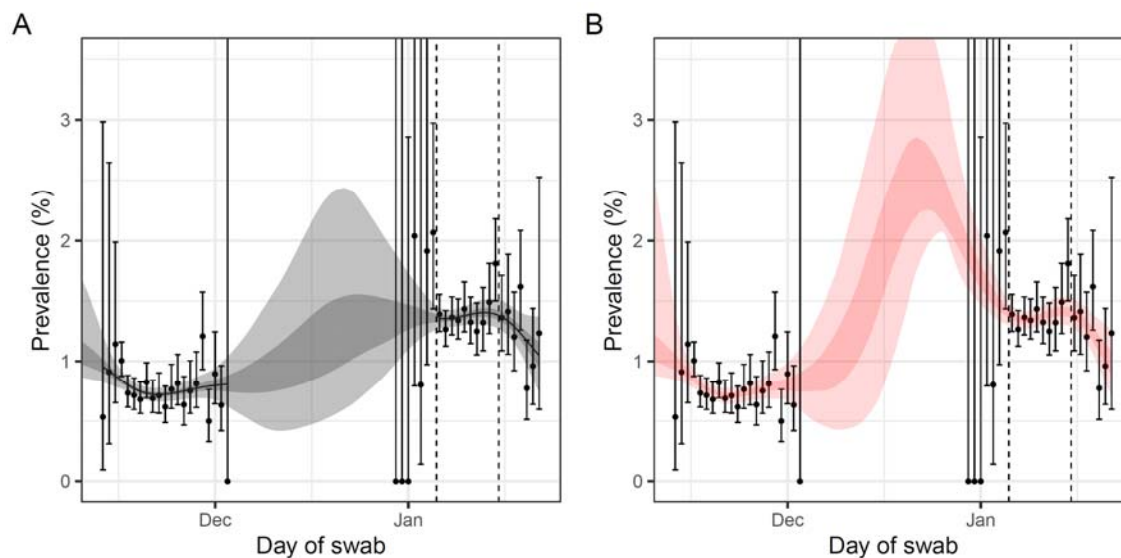 A
Prevalence (%)
3
2
1
0
Dec
Jan
Day of swab
B
Prevalence (%)
3
2
1
0
Dec
Jan
Day of swab